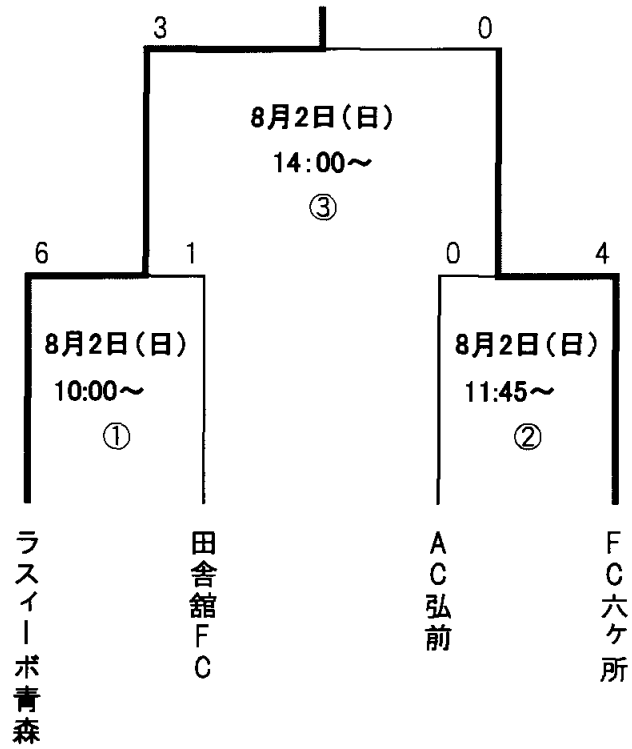 3
0
8月2日(日)
14:00～
③
6
1
0
4
8月2日(日)
10:00～
①
8月2日(日)
11:45～
②
ラスィーボ青森
田舎舘FC
AC弘前
FC六ケ所